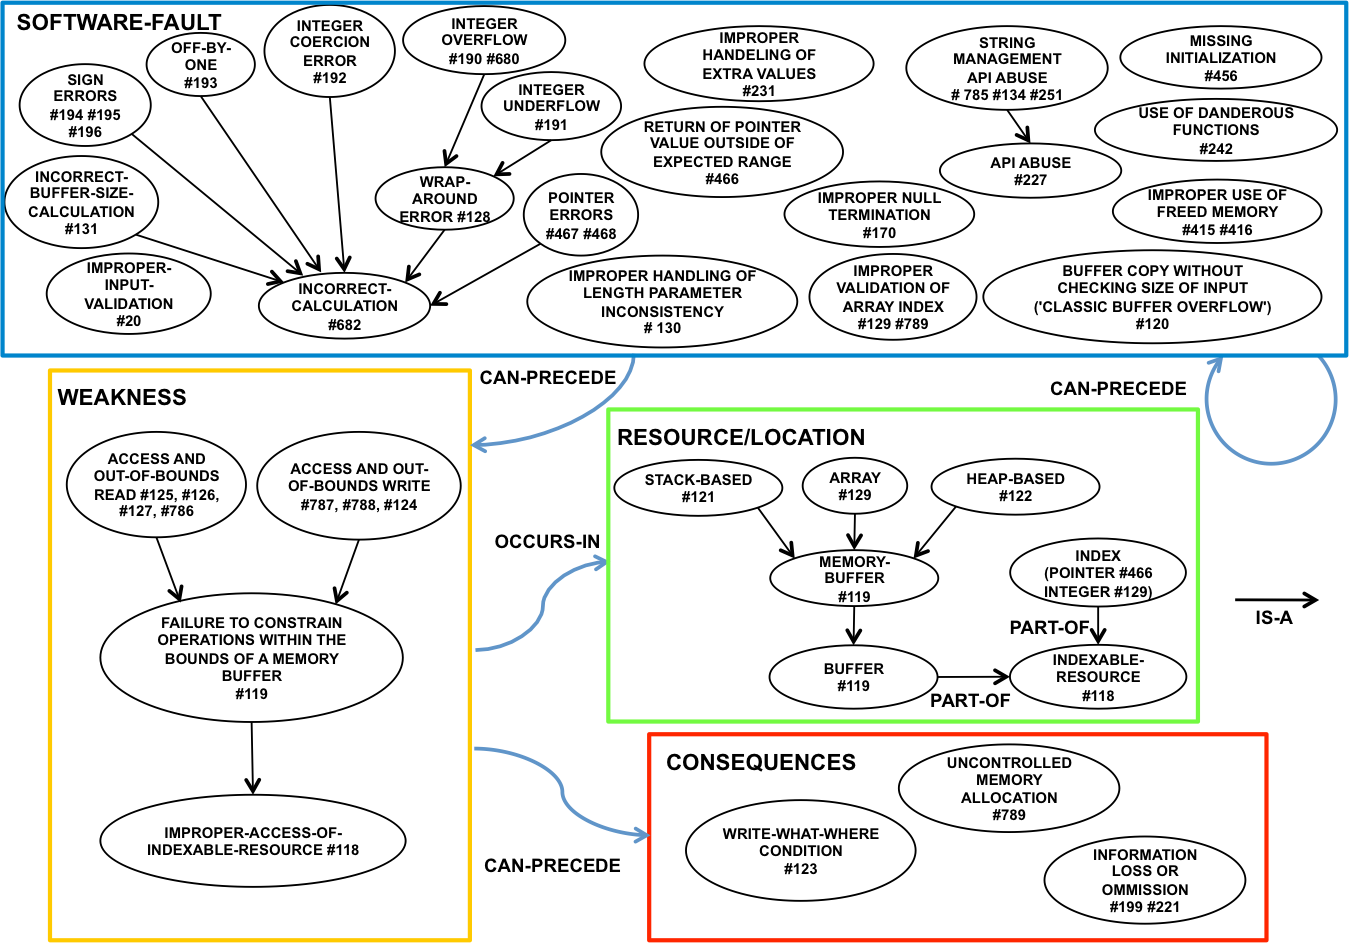 SOFTWARE-FAULT
OFF-BY-
ONE
#193
INTEGER
COERCION
ERROR
#192
INTEGER
OVERFLOW
#190 #680
SIGN
ERRORS
#194 #195
#196
INTEGER
UNDERFLOW
#191
INCORRECT-
BUFFER-SIZE-
CALCULATION
#131
WRAP-
AROUND
ERROR #128
POINTER
ERRORS
#467 #468
IMPROPER-
INPUT-
VALIDATION
#20
INCORRECT-
CALCULATION
#682
IMPROPER
HANDELING OF
EXTRA VALUES
#231
RETURN OF POINTER
VALUE OUTSIDE OF
EXPECTED RANGE
#466
IMPROPER HANDLING OF
LENGTH PARAMETER
INCONSISTENCY
# 130
IMPROPER NULL
TERMINATION
#170
IMPROPER
VALIDATION OF
ARRAY INDEX
#129 #789
STRING
MANAGEMENT
API ABUSE
# 785 #134 #251
API ABUSE
#227
MISSING
INITIALIZATION
#456
USE OF DANDEROUS
FUNCTIONS
#242
IMPROPER USE OF
FREED MEMORY
#415 #416
BUFFER COPY WITHOUT
CHECKING SIZE OF INPUT
('CLASSIC BUFFER OVERFLOW')
#120
CAN-PRECEDE
CAN-PRECEDE
WEAKNESS
ACCESS AND
OUT-OF-BOUNDS
READ #125, #126,
#127, #786
ACCESS AND OUT-
OF-BOUNDS WRITE
#787, #788, #124
FAILURE TO CONSTRAIN
OPERATIONS WITHIN THE
BOUNDS OF A MEMORY
BUFFER
#119
IMPROPER-ACCESS-OF-
INDEXABLE-RESOURCE #118
OCCURS-IN
CAN-PRECEDE
RESOURCE/LOCATION
STACK-BASED
#121
ARRAY
#129
HEAP-BASED
#122
MEMORY-
BUFFER
#119
INDEX
(POINTER #466
INTEGER #129)
PART-OF
BUFFER
#119
PART-OF
INDEXABLE-
RESOURCE
#118
IS-A
CONSEQUENCES
WRITE-WHAT-WHERE
CONDITION
#123
UNCONTROLLED
MEMORY
ALLOCATION
#789
INFORMATION
LOSS OR
OMMISSION
#199 #221